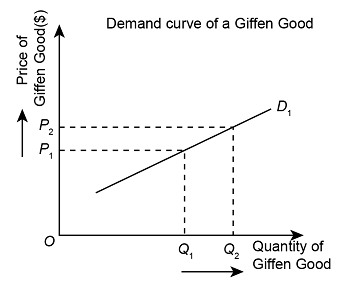 Demand curve of a Giffen Good
Price of
Giffen Good($)
D₁
P₂
P₁
O
Q₁
Q₂
Quantity of
Giffen Good